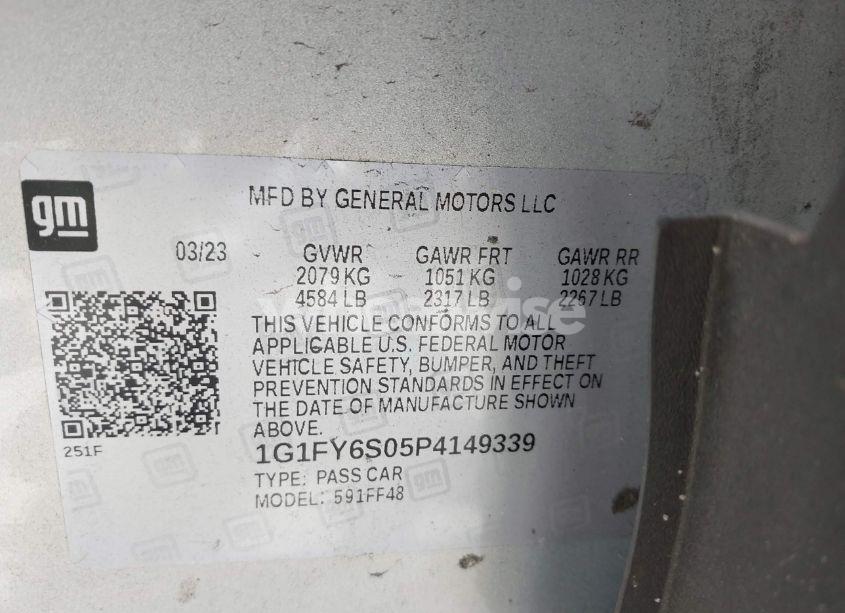 gm
MFD BY GENERAL MOTORS LLC
03/23 GVWR GAWR FRT GAWR RR
2079 KG 1051 KG 1028 KG
4584 LB 2317 LB 2267 LB
THIS VEHICLE CONFORMS TO ALL
APPLICABLE U.S. FEDERAL MOTOR
VEHICLE SAFETY, BUMPER, AND THEFT
PREVENTION STANDARDS IN EFFECT ON
THE DATE OF MANUFACTURE SHOWN
ABOVE.
251F
1G1FY6S05P4149339
TYPE: PASS CAR
MODEL: 591FF48